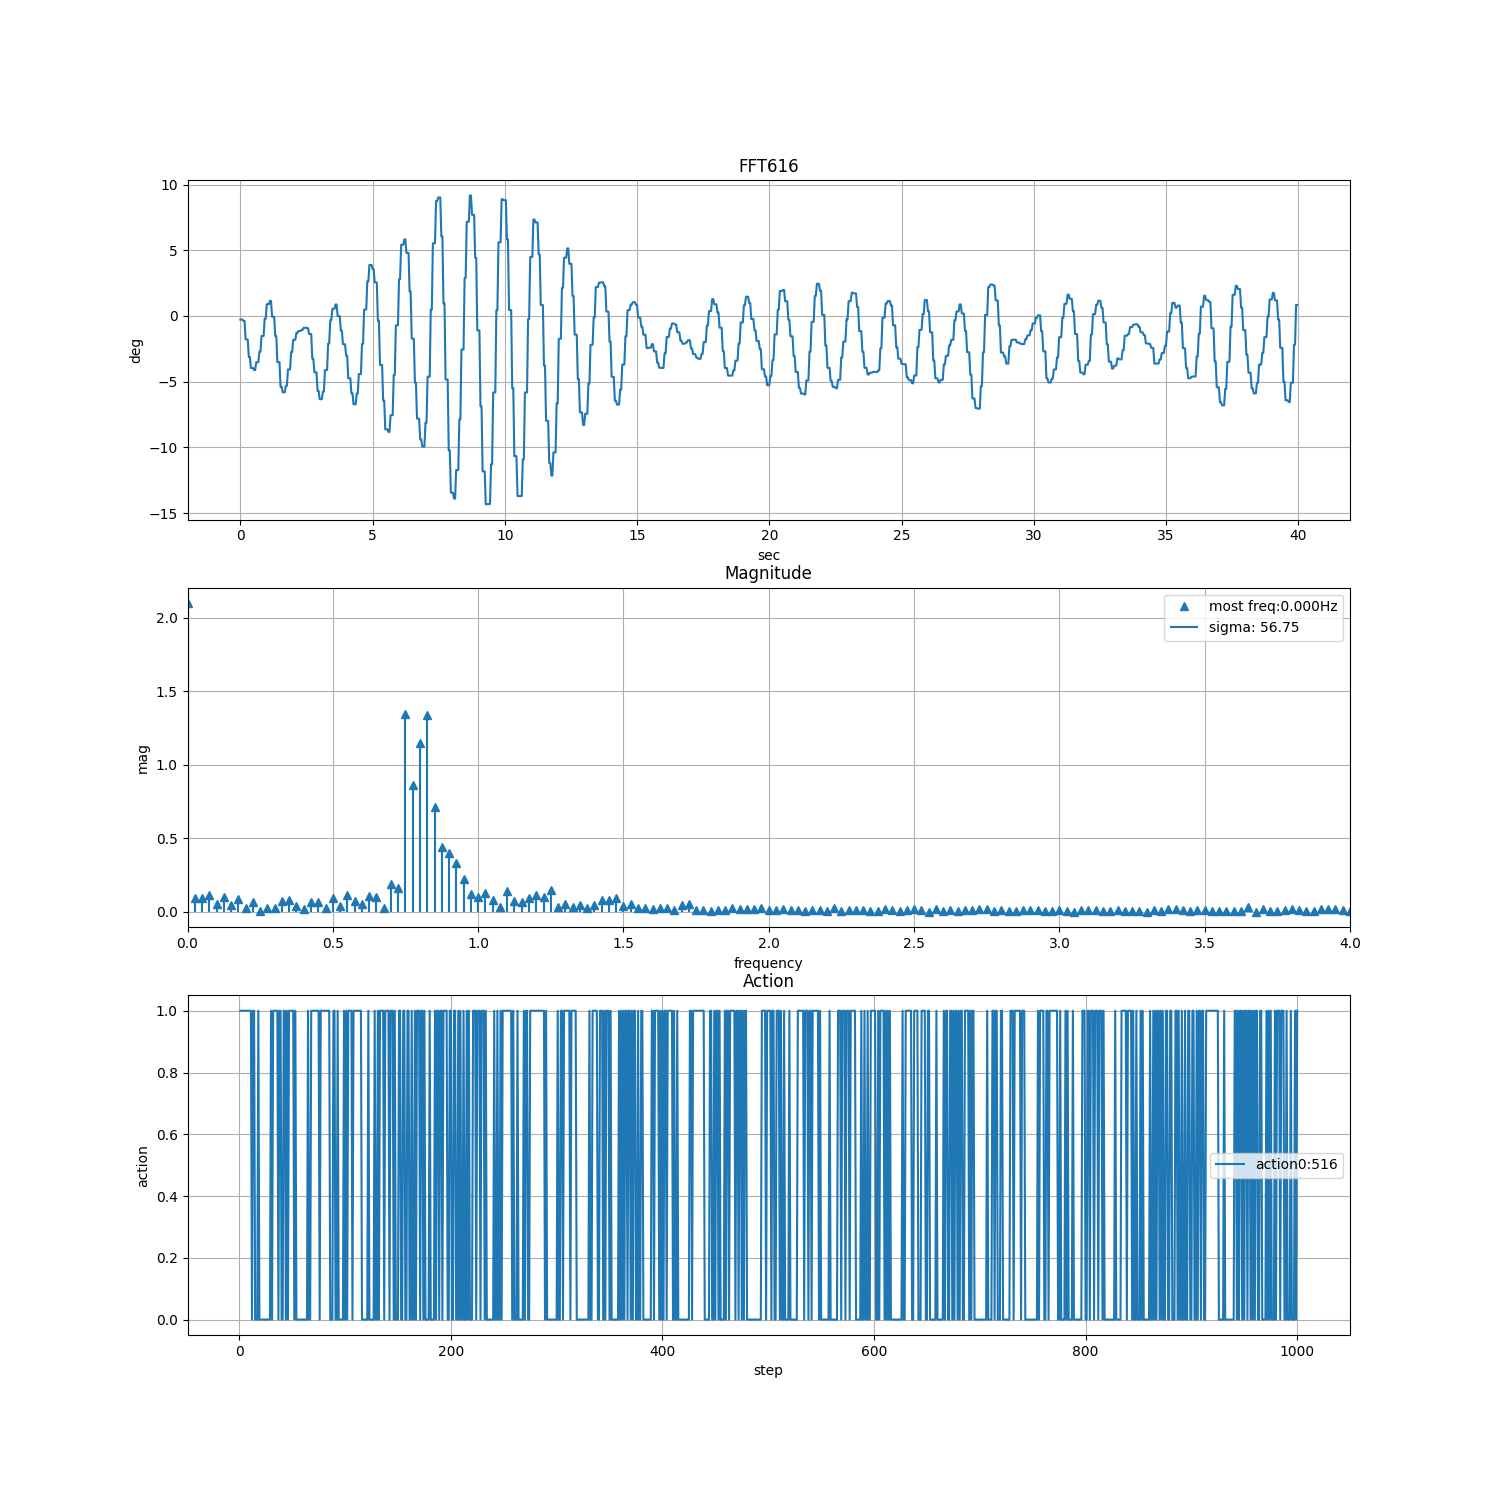 FFT616
10
5
0
−5
−10
−15
deg
0 5 10 15 20 25 30 35 40
sec
Magnitude
2.0
1.5
1.0
0.5
0.0
mag
most freq:0.000Hz
sigma: 56.75
0.0 0.5 1.0 1.5 2.0 2.5 3.0 3.5 4.0
frequency
Action
1.0
0.8
0.6
0.4
0.2
0.0
action
action0:516
0 200 400 600 800 1000
step